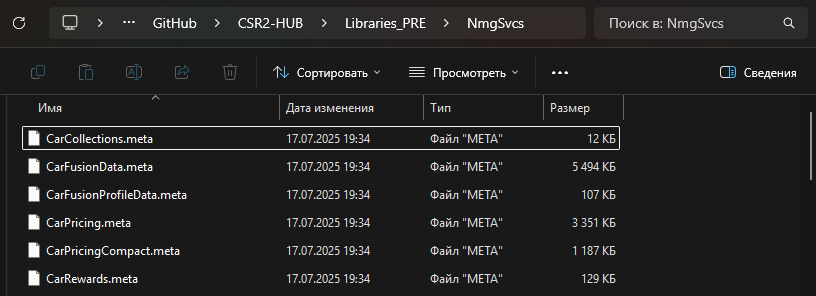 GitHub > CSR2-HUB > Libraries_PRE > NmgSvcs Поиск в: NmgSvcs
Сортировать Просмотреть ••• Сведения
Имя Дата изменения Тип Размер
CarCollections.meta 17.07.2025 19:34 Файл "META" 12 КБ
CarFusionData.meta 17.07.2025 19:34 Файл "META" 5 494 КБ
CarFusionProfileData.meta 17.07.2025 19:34 Файл "META" 107 КБ
CarPricing.meta 17.07.2025 19:34 Файл "META" 3 351 КБ
CarPricingCompact.meta 17.07.2025 19:34 Файл "META" 1 187 КБ
CarRewards.meta 17.07.2025 19:34 Файл "META" 129 КБ